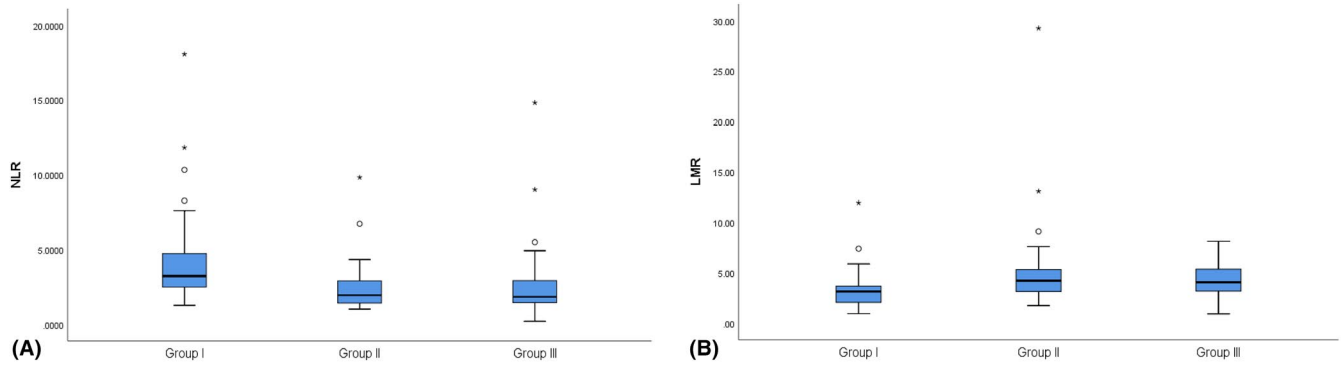 20.0000
15.0000
10.0000
5.0000
.0000
NLR
Group I
Group II
Group III
(A)
30.00
25.00
20.00
15.00
10.00
5.00
.00
LMR
Group I
Group II
Group III
(B)